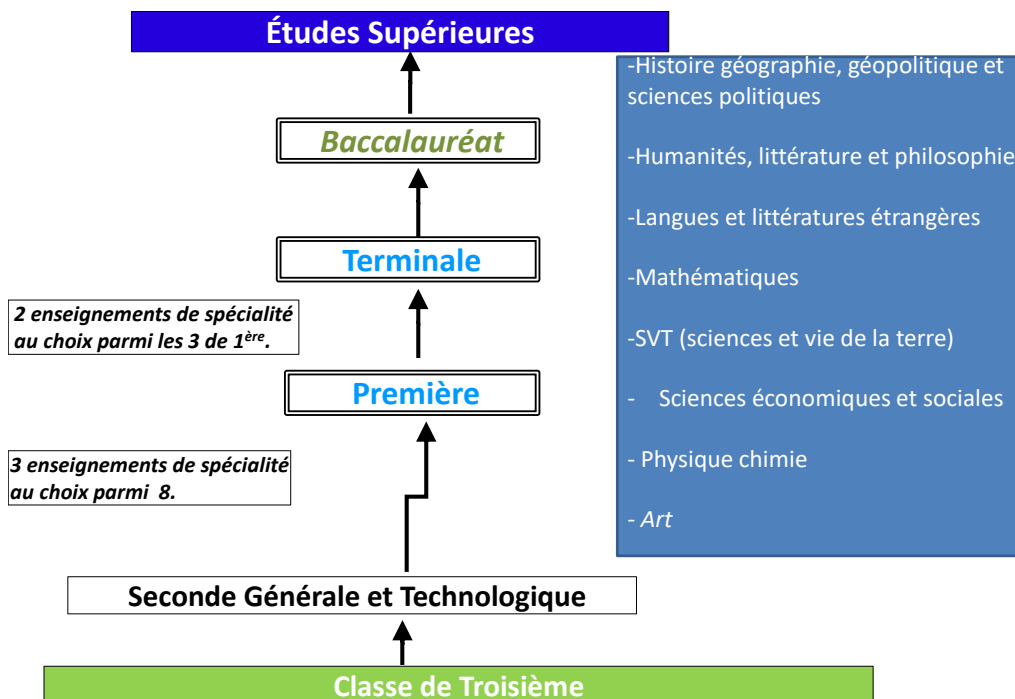 Études Supérieures
Baccalauréat
Terminale
2 enseignements de spécialité
au choix parmi les 3 de 1ère.
Première
3 enseignements de spécialité
au choix parmi 8.
Seconde Générale et Technologique
Classe de Troisième
-Histoire géographie, géopolitique et
sciences politiques
-Humanités, littérature et philosophie
-Langues et littératures étrangères
-Mathématiques
-SVT (sciences et vie de la terre)
- Sciences économiques et sociales
- Physique chimie
- Art